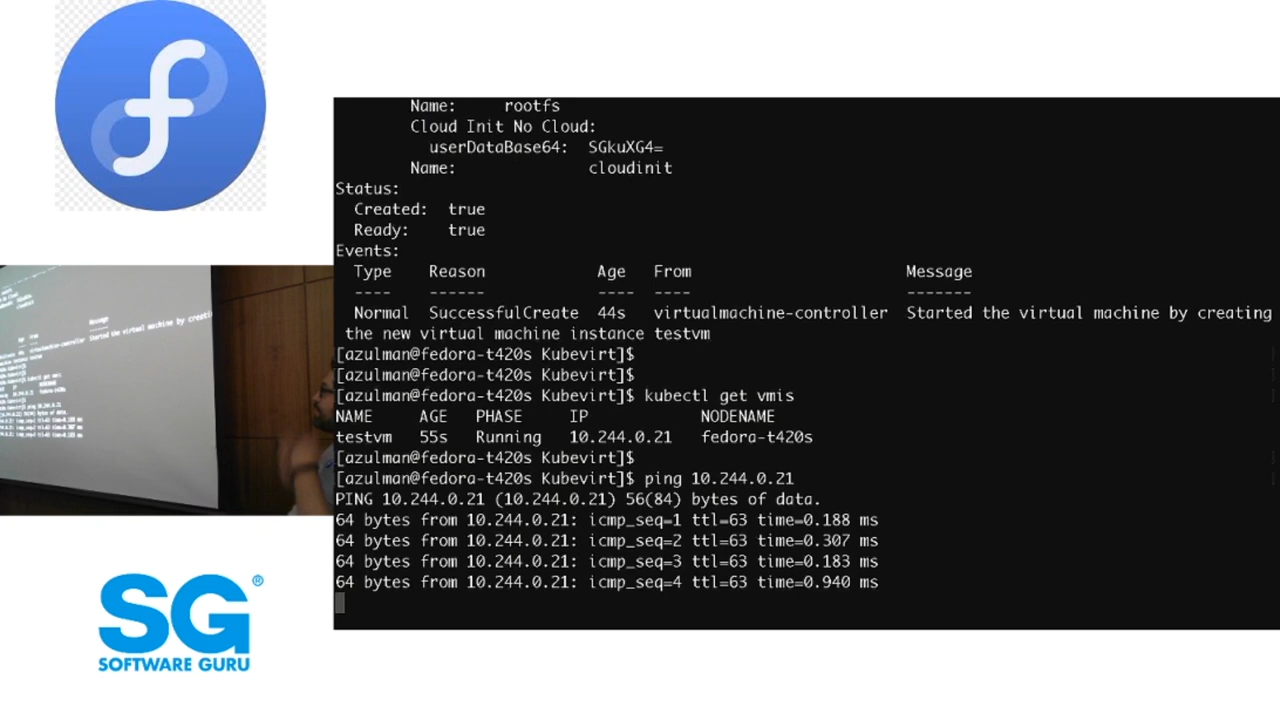 Name:     rootfs
Cloud Init No Cloud:
userDataBase64:  SGkuXG4=
Name:              cloudinit
Status:
Created:  true
Ready:    true
Events:
Type    Reason            Age   From                       Message
----    ------            ----  ----                       -------
Normal  SuccessfulCreate  44s   virtualmachine-controller  Started the virtual machine by creating
the new virtual machine instance testvm
[azulman@fedora-t420s Kubevirt]$
[azulman@fedora-t420s Kubevirt]$
[azulman@fedora-t420s Kubevirt]$ kubectl get vmis
NAME     AGE   PHASE     IP            NODENAME
testvm   55s   Running   10.244.0.21   fedora-t420s
[azulman@fedora-t420s Kubevirt]$
[azulman@fedora-t420s Kubevirt]$ ping 10.244.0.21
PING 10.244.0.21 (10.244.0.21) 56(84) bytes of data.
64 bytes from 10.244.0.21: icmp_seq=1 ttl=63 time=0.188 ms
64 bytes from 10.244.0.21: icmp_seq=2 ttl=63 time=0.307 ms
64 bytes from 10.244.0.21: icmp_seq=3 ttl=63 time=0.183 ms
64 bytes from 10.244.0.21: icmp_seq=4 ttl=63 time=0.940 ms
Message
Started the virtual machine by creati
SG®
SOFTWARE GURU